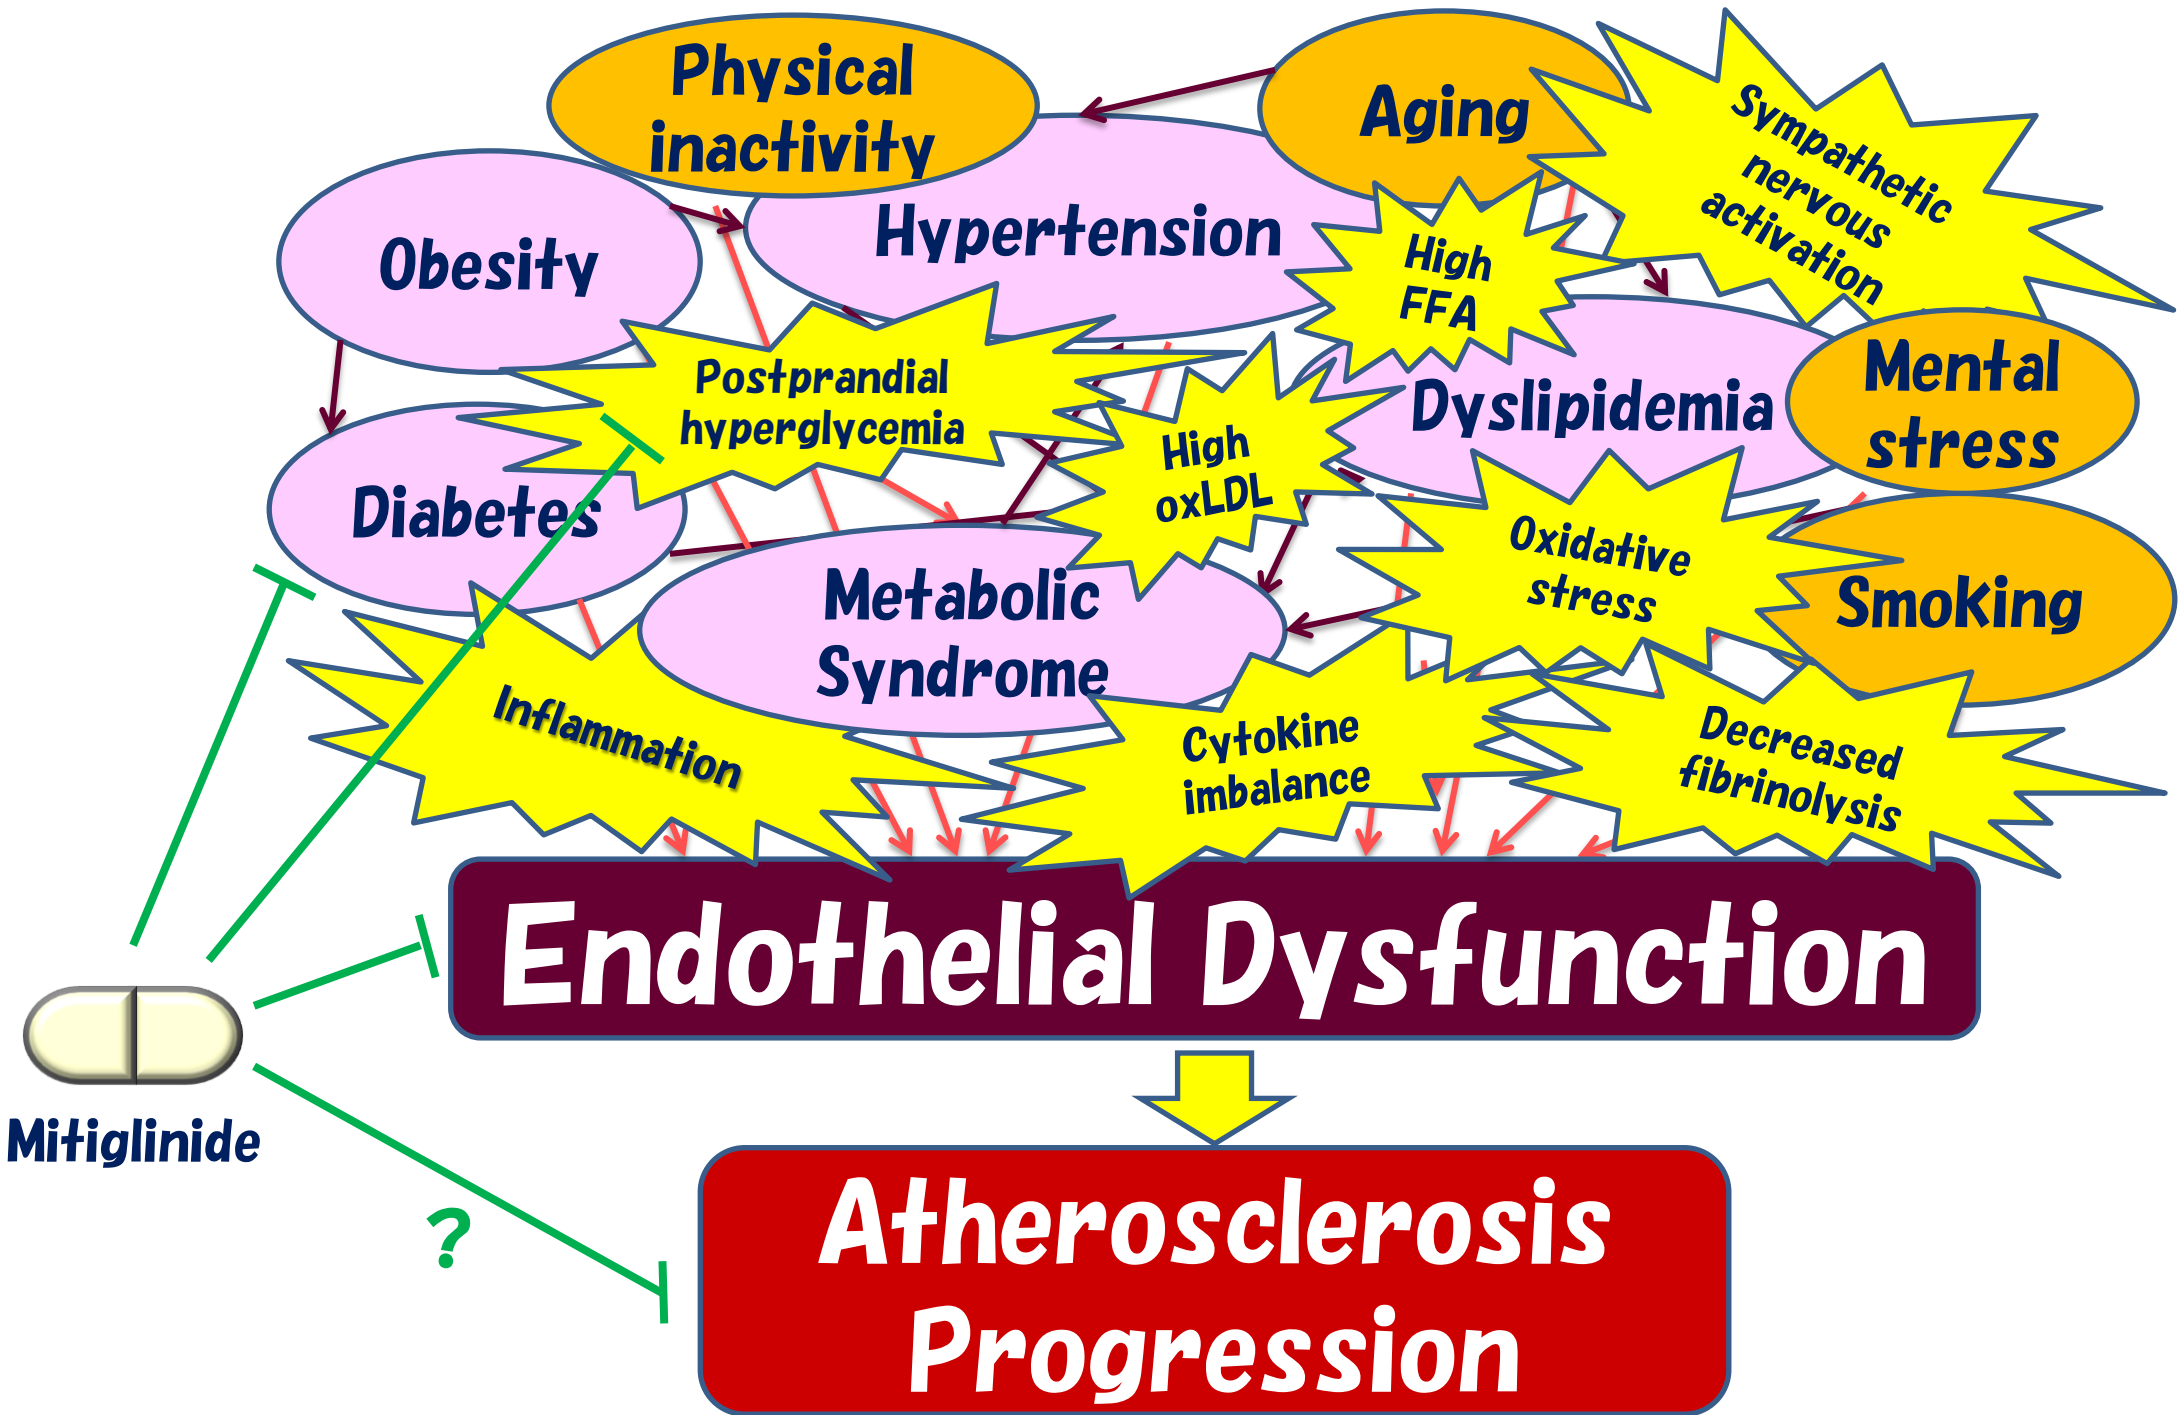 Physical
inactivity
Aging
Sympathetic
nervous
activation
Obesity
Hypertension
High
FFA
Postprandial
hyperglycemia
High
oxLDL
Dyslipidemia
Mental
stress
Diabetes
Metabolic
Syndrome
Oxidative
stress
Smoking
Inflammation
Cytokine
imbalance
Decreased
fibrinolysis
Endothelial Dysfunction
Mitiglinide
?
Atherosclerosis
Progression